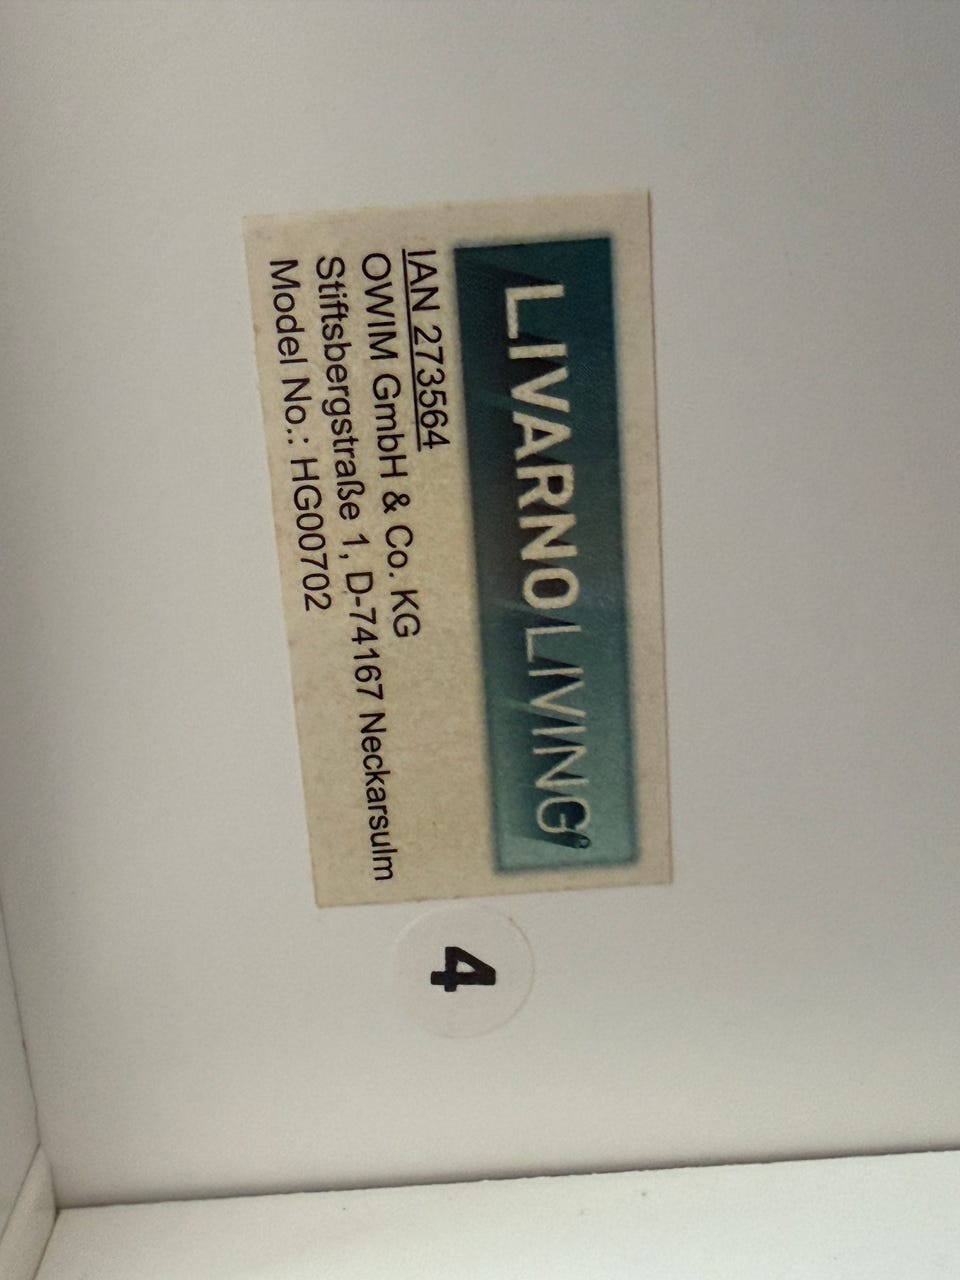 LIVARNO LIVING®
IAN 273564
OWIM GmbH & Co. KG
Stiftsbergstraße 1, D-74167 Neckarsulm
Model No.: HG00702
4